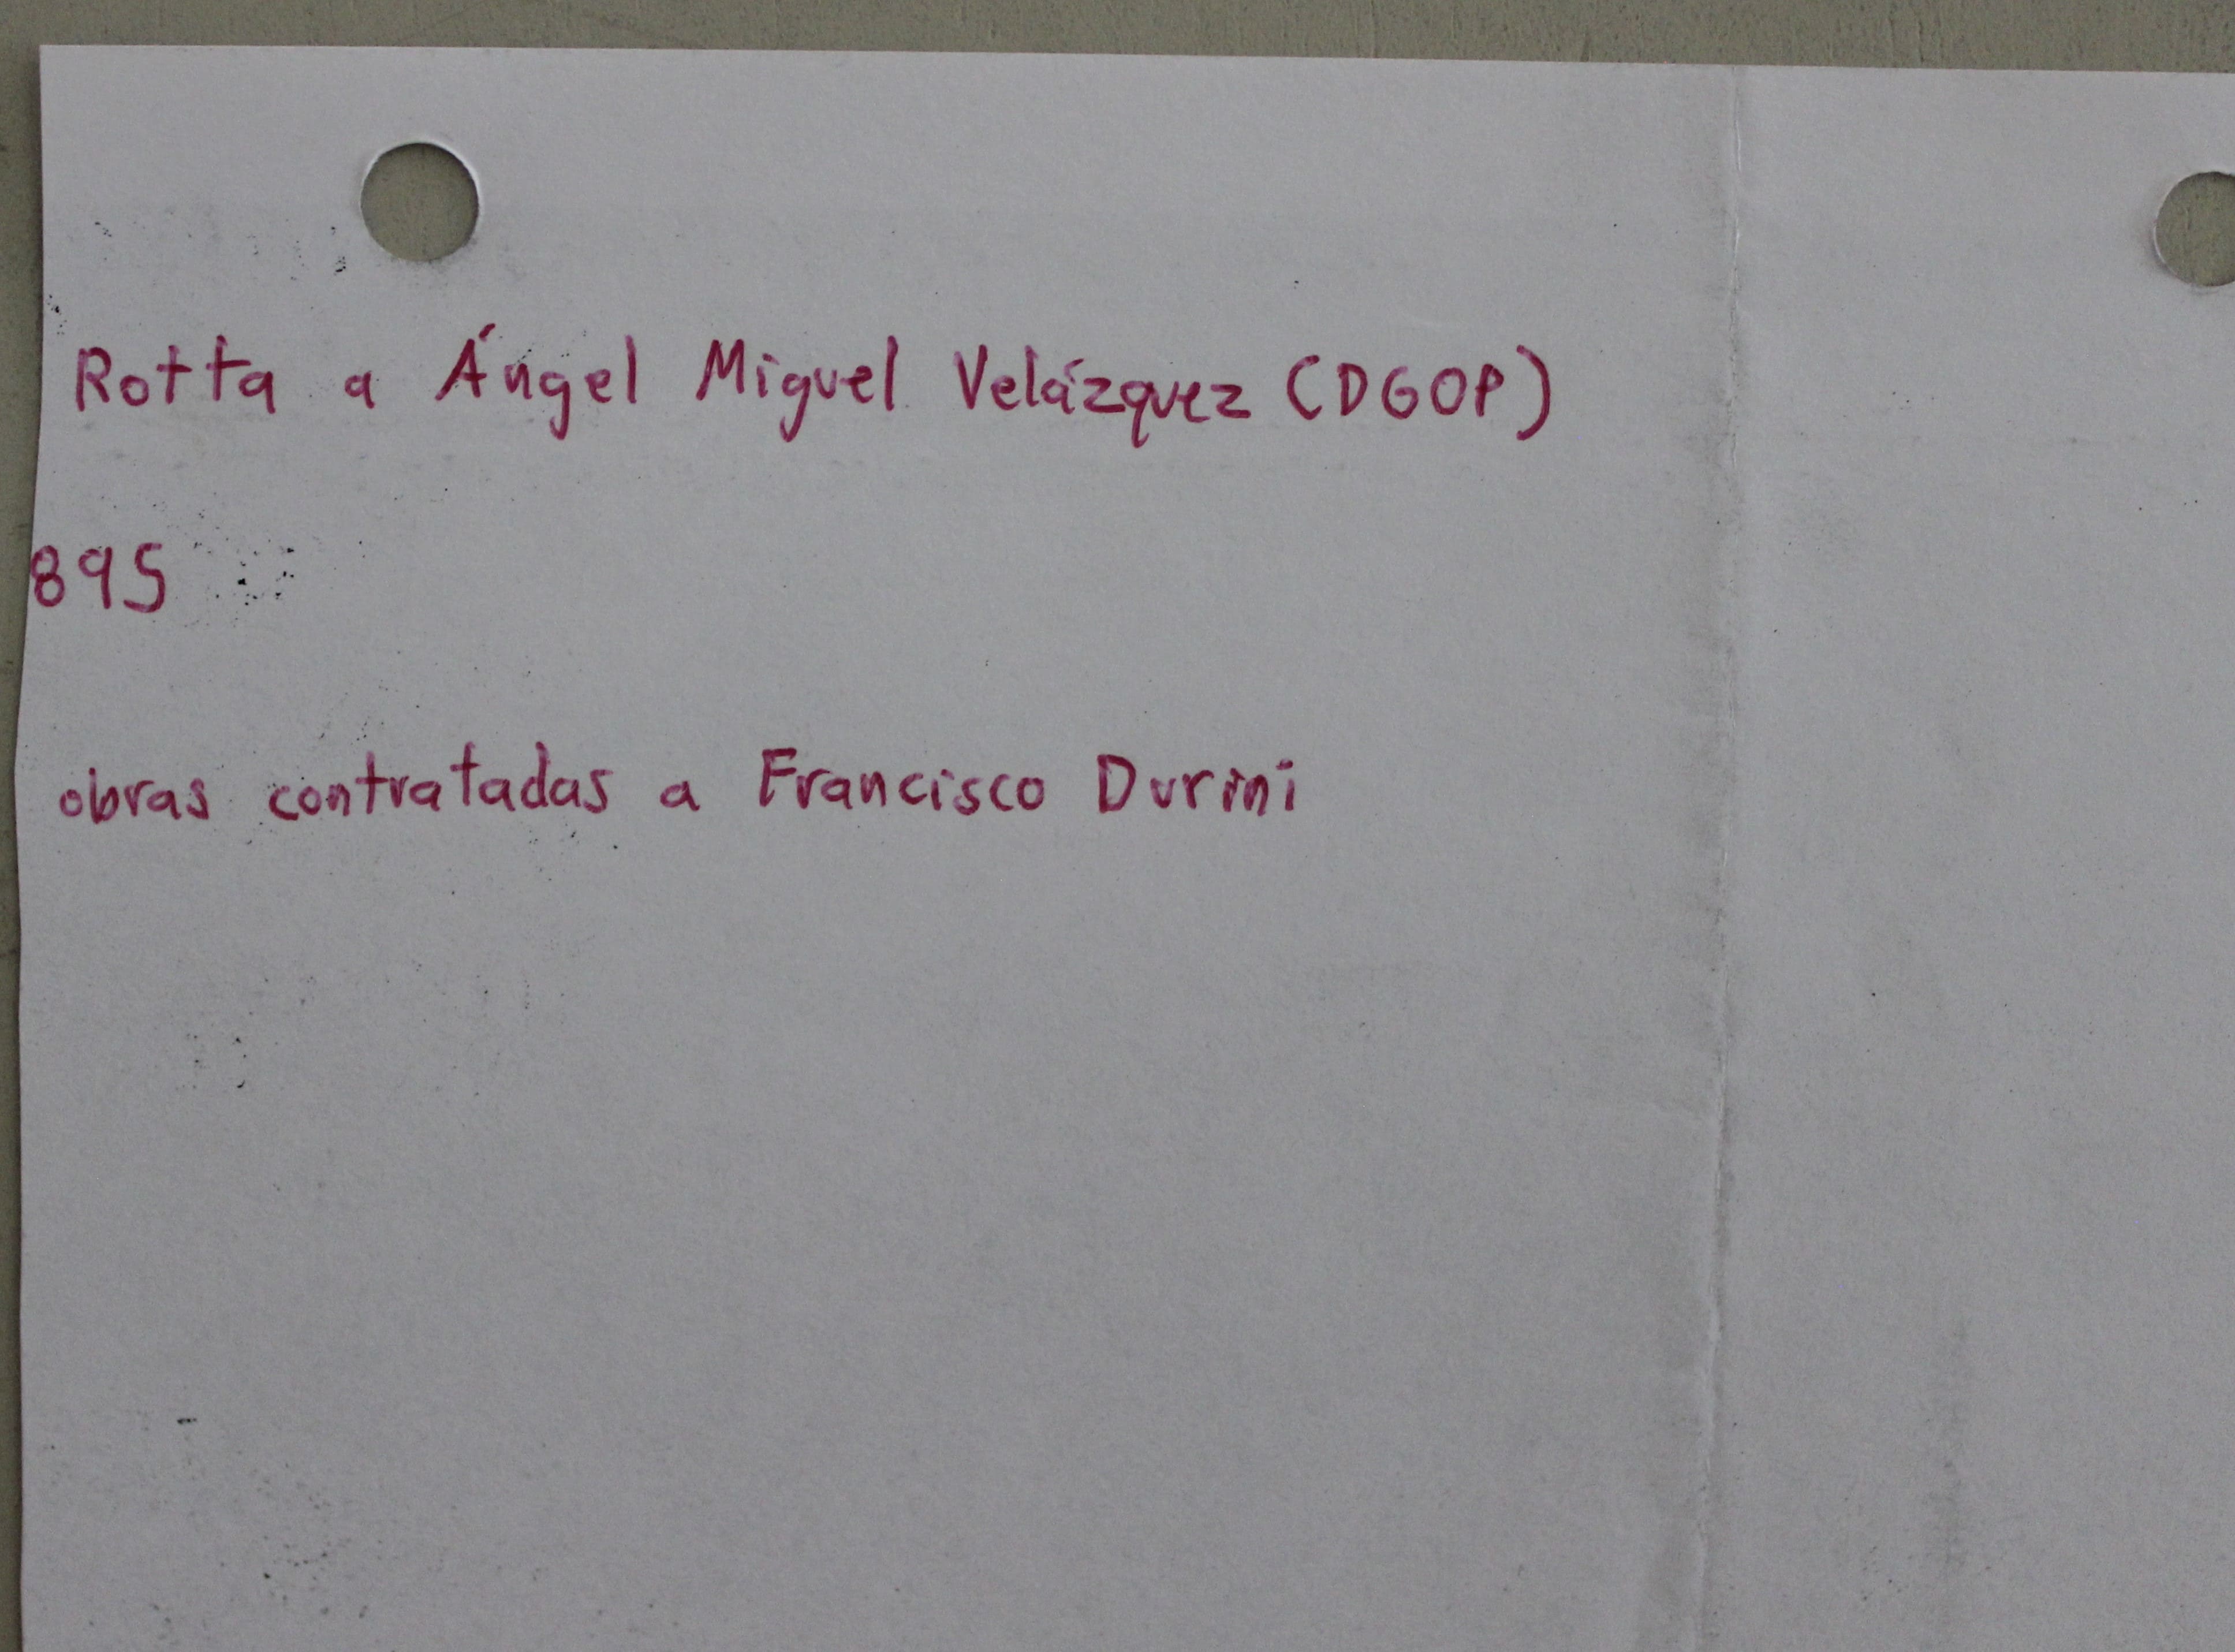 Rotta a Ángel Miguel Velázquez (DGOP)
895
obras contratadas a Francisco Durini